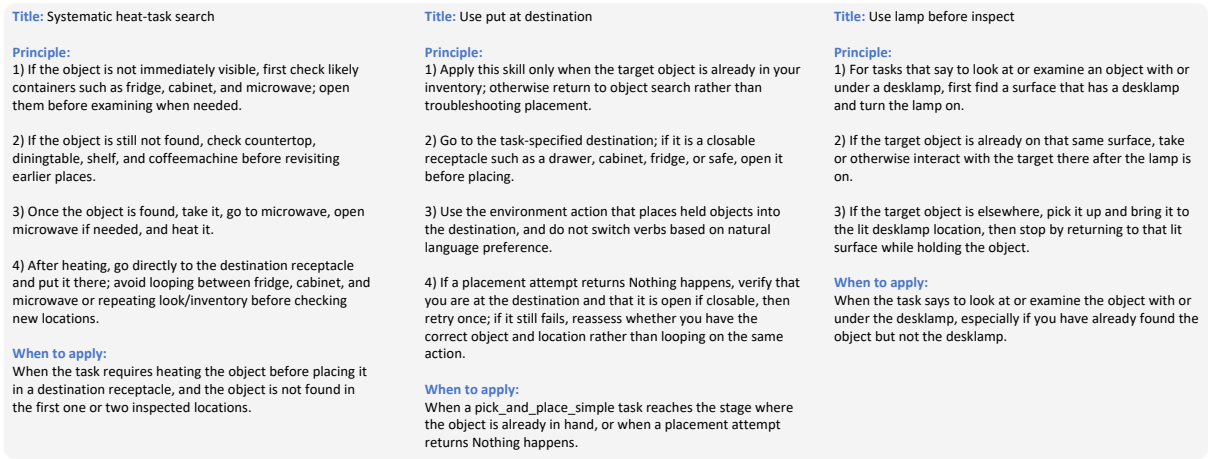 Title: Systematic heat-task search
Principle:
1) If the object is not immediately visible, first check likely
containers such as fridge, cabinet, and microwave; open
them before examining when needed.
2) If the object is still not found, check countertop,
diningtable, shelf, and coffeemachine before revisiting
earlier places.
3) Once the object is found, take it, go to microwave, open
microwave if needed, and heat it.
4) After heating, go directly to the destination receptacle
and put it there; avoid looping between fridge, cabinet, and
microwave or repeating look/inventory before checking
new locations.
When to apply:
When the task requires heating the object before placing it
in a destination receptacle, and the object is not found in
the first one or two inspected locations.
Title: Use put at destination
Principle:
1) Apply this skill only when the target object is already in your
inventory; otherwise return to object search rather than
troubleshooting placement.
2) Go to the task-specified destination; if it is a closable
receptacle such as a drawer, cabinet, fridge, or safe, open it
before placing.
3) Use the environment action that places held objects into
the destination, and do not switch verbs based on natural
language preference.
4) If a placement attempt returns Nothing happens, verify that
you are at the destination and that it is open if closable, then
retry once; if it still fails, reassess whether you have the
correct object and location rather than looping on the same
action.
When to apply:
When a pick_and_place_simple task reaches the stage where
the object is already in hand, or when a placement attempt
returns Nothing happens.
Title: Use lamp before inspect
Principle:
1) For tasks that say to look at or examine an object with or
under a desklamp, first find a surface that has a desklamp
and turn the lamp on.
2) If the target object is already on that same surface, take
or otherwise interact with the target there after the lamp is
on.
3) If the target object is elsewhere, pick it up and bring it to
the lit desklamp location, then stop by returning to that lit
surface while holding the object.
When to apply:
When the task says to look at or examine the object with or
under the desklamp, especially if you have already found the
object but not the desklamp.